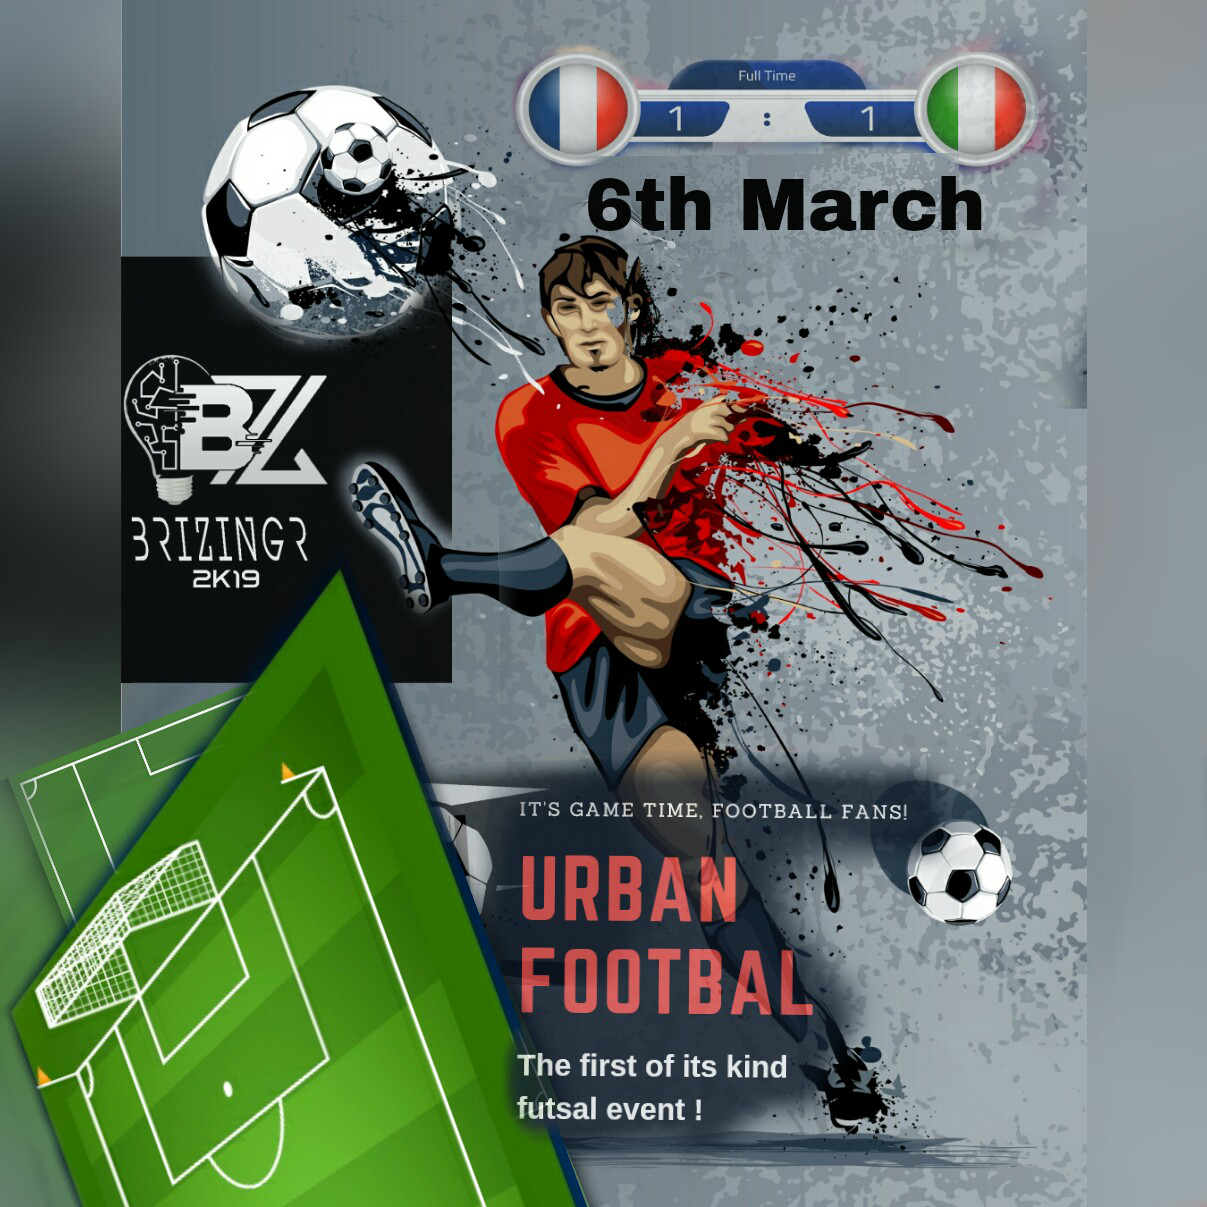 Full Time
1 : 1
6th March
BZ
BRIZINGR
2K19
IT'S GAME TIME, FOOTBALL FANS!
URBAN
FOOTBAL
The first of its kind
futsal event !